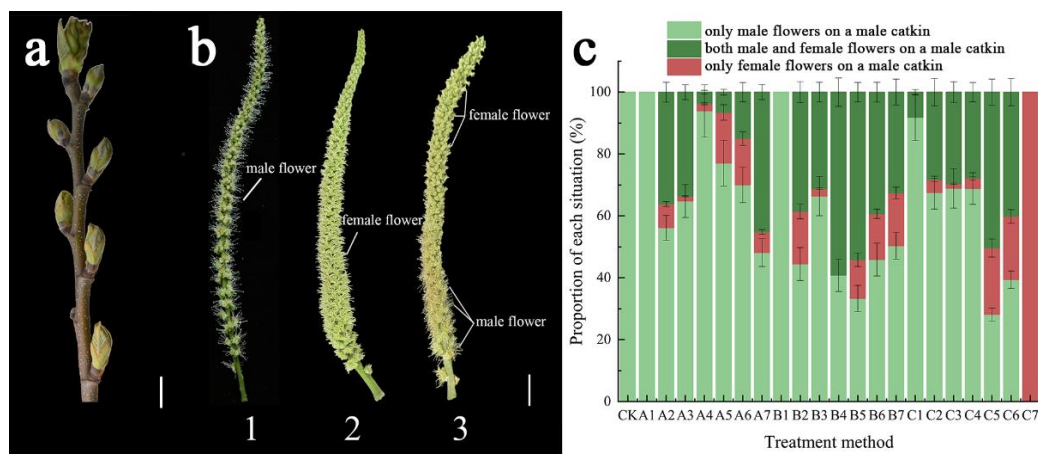 a
b
male flower
female flower
female flower
male flower
1 2 3
c
only male flowers on a male catkin
both male and female flowers on a male catkin
only female flowers on a male catkin
Proportion of each situation (%)
100
80
60
40
20
0
CK A1 A2 A3 A4 A5 A6 A7 B1 B2 B3 B4 B5 B6 B7 C1 C2 C3 C4 C5 C6 C7
Treatment method